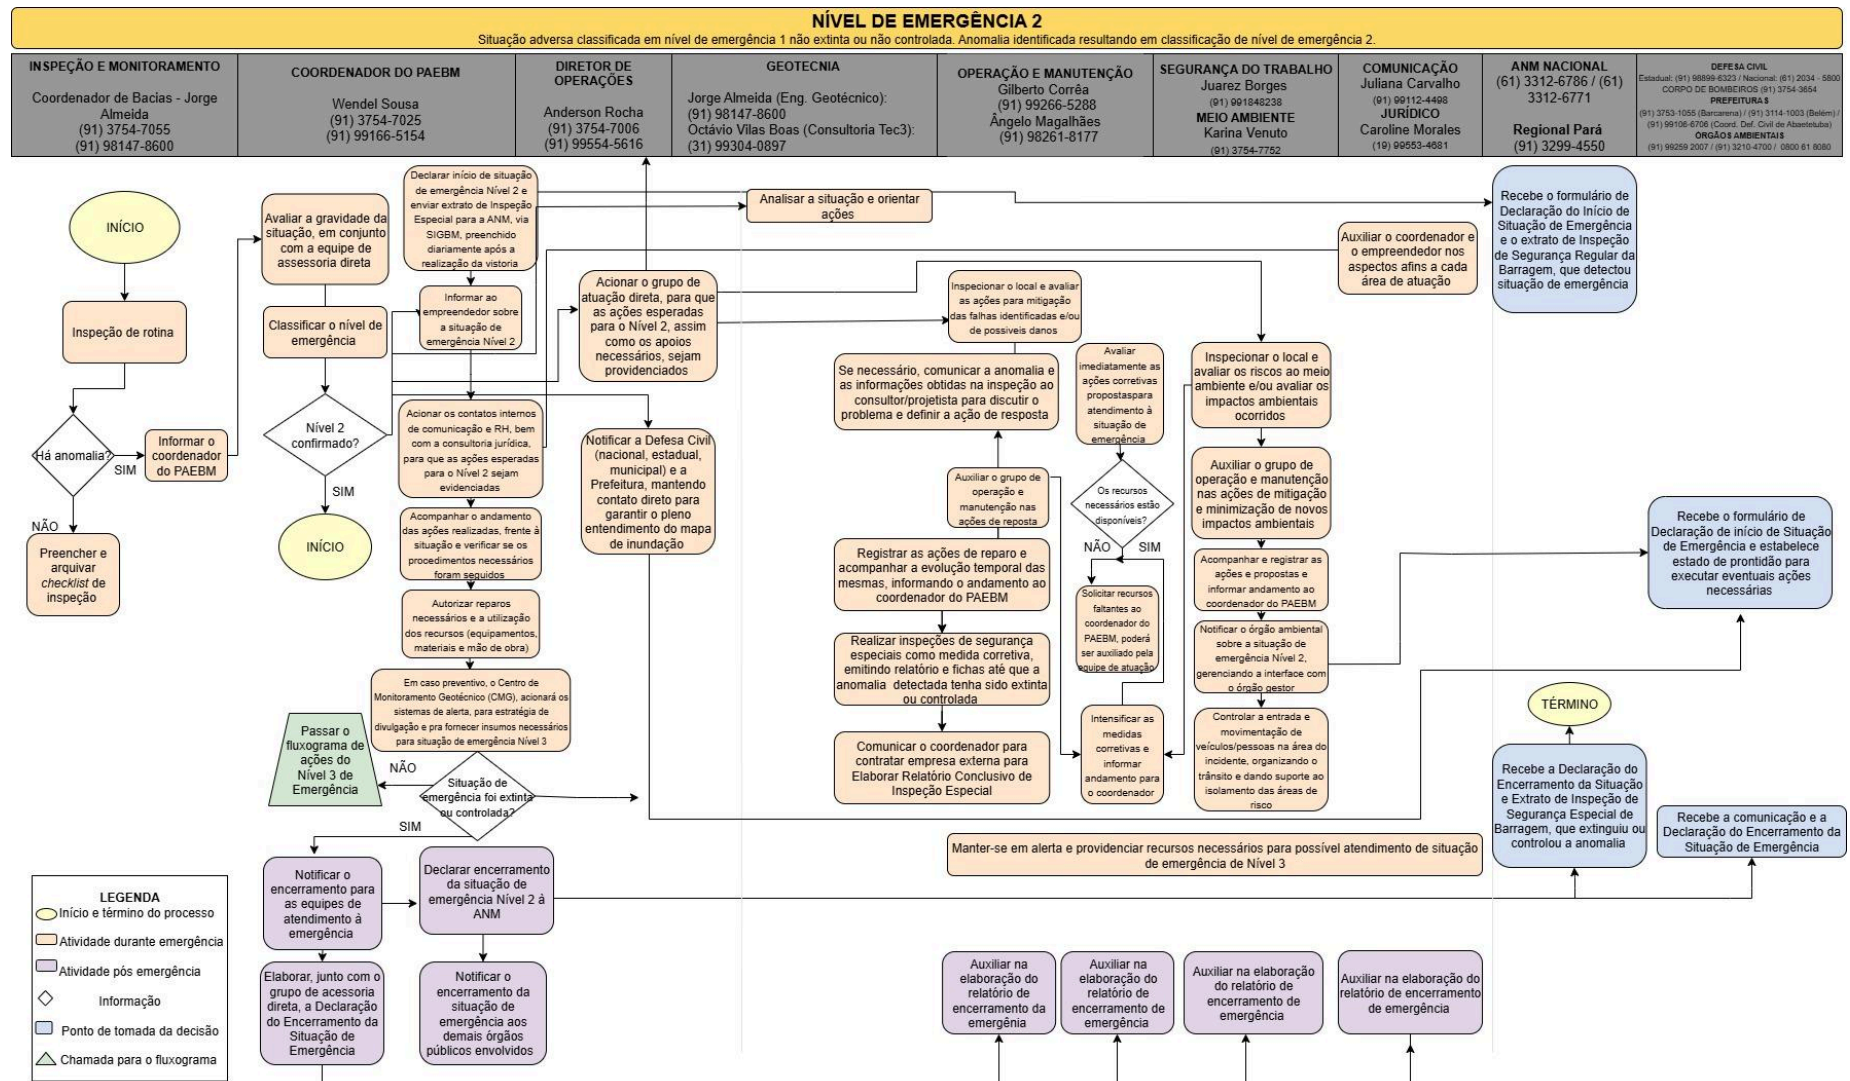 NÍVEL DE EMERGÊNCIA 2
Situação adversa classificada em nível de emergência 1 não extinta ou não controlada. Anomalia identificada resultando em classificação de nível de emergência 2.
INSPEÇÃO E MONITORAMENTO
Coordenador de Bacias - Jorge
Almeida
(91) 3754-7055
(91) 98147-8600
COORDENADOR DO PAEBM
Wendel Sousa
(91) 3754-7025
(91) 99166-5154
DIRETOR DE
OPERAÇÕES
Anderson Rocha
(91) 3754-7006
(91) 99554-5616
GEOTECNIA
Jorge Almeida (Eng. Geotécnico):
(91) 98147-8600
Octávio Vilas Boas (Consultoria Tec3):
(31) 99304-0897
OPERAÇÃO E MANUTENÇÃO
Gilberto Corrêa
(91) 99266-5288
Ângelo Magalhães
(91) 98261-8177
SEGURANÇA DO TRABALHO
Juarez Borges
(91) 991848238
MEIO AMBIENTE
Karina Venuto
(91) 3754-7752
COMUNICAÇÃO
Juliana Carvalho
(91) 99112-4498
JURÍDICO
Caroline Morales
(19) 99553-4681
ANM NACIONAL
(61) 3312-6786 / (61)
3312-6771
Regional Pará
(91) 3299-4550
DEFESA CIVIL
Estadual: (91) 98899-6323 / Nacional: (61) 2034 - 5800
CORPO DE BOMBEIROS (91) 3754-3654
PREFEITURAS
(91) 3753-1055 (Barcarena) / (91) 3114-1003 (Belém) /
(91) 99108-6706 (Coord. Def. Civil de Abaetetuba)
ÓRGÃOS AMBIENTAIS
(91) 99259 2007 / (91) 3210-4700 / 0800 61 8080
INÍCIO
Inspeção de rotina
Há anomalia?
SIM
Informar o
coordenador
do PAEBM
NÃO
Preencher e
arquivar
checklist de
inspeção
Avaliar a gravidade da
situação, em conjunto
com a equipe de
assessoria direta
Classificar o nível de
emergência
Nível 2
confirmado?
SIM
INÍCIO
Declarar início de situação
de emergência Nível 2 e
enviar extrato de Inspeção
Especial para a ANM, via
SIGBM, preenchido
diariamente após a
realização da vistoria
Informar ao
empreendedor sobre
a situação de
emergência Nível 2
Acionar os contatos internos
de comunicação e RH, bem
com a consultoria jurídica,
para que as ações esperadas
para o Nível 2 sejam
evidenciadas
Acompanhar o andamento
das ações realizadas, frente à
situação e verificar se os
procedimentos necessários
foram seguidos
Autorizar reparos
necessários e a utilização
dos recursos (equipamentos,
materiais e mão de obra)
Em caso preventivo, o Centro de
Monitoramento Geotécnico (CMG), acionará os
sistemas de alerta, para estratégia de
divulgação e pra fornecer insumos necessários
para situação de emergência Nível 3
Situação de
emergência foi extinta
ou controlada?
NÃO
SIM
Passar o
fluxograma de
ações do
Nível 3 de
Emergência
Notificar o
encerramento para
as equipes de
atendimento à
emergência
Declarar encerramento
da situação de
emergência Nível 2 à
ANM
Elaborar, junto com o
grupo de acessoria
direta, a Declaração
do Encerramento da
Situação de
Emergência
Notificar o
encerramento da
situação de
emergência aos
demais órgãos
públicos envolvidos
Acionar o grupo de
atuação direta, para que
as ações esperadas
para o Nível 2, assim
como os apoios
necessários, sejam
providenciados
Notificar a Defesa Civil
(nacional, estadual,
municipal) e a
Prefeitura, mantendo
contato direto para
garantir o pleno
entendimento do mapa
de inundação
Analisar a situação e orientar
ações
Inspecionar o local e avaliar
as ações para mitigação
das falhas identificadas e/ou
de possiveis danos
Se necessário, comunicar a anomalia e
as informações obtidas na inspeção ao
consultor/projetista para discutir o
problema e definir a ação de resposta
Auxiliar o grupo de
operação e
manutenção nas
ações de reposta
Registrar as ações de reparo e
acompanhar a evolução temporal das
mesmas, informando o andamento ao
coordenador do PAEBM
Realizar inspeções de segurança
especiais como medida corretiva,
emitindo relatório e fichas até que a
anomalia detectada tenha sido extinta
ou controlada
Comunicar o coordenador para
contratar empresa externa para
Elaborar Relatório Conclusivo de
Inspeção Especial
Avaliar
imediatamente as
ações corretivas
propostaspara
atendimento à
situação de
emergência
Os recursos
necessários estão
disponíveis?
NÃO
SIM
Solicitar recursos
faltantes ao
coordenador do
PAEBM, poderá
ser auxiliado pela
equipe de atuação
Intensificar as
medidas
corretivas e
informar
andamento para
o coordenador
Inspecionar o local e
avaliar os riscos ao meio
ambiente e/ou avaliar os
impactos ambientais
ocorridos
Auxiliar o grupo de
operação e manutenção
nas ações de mitigação
e minimização de novos
impactos ambientais
Acompanhar e registrar as
ações e propostas e
informar andamento ao
coordenador do PAEBM
Notificar o órgão ambiental
sobre a situação de
emergência Nível 2,
gerenciando a interface com
o órgão gestor
Controlar a entrada e
movimentação de
veículos/pessoas na área do
incidente, organizando o
trânsito e dando suporte ao
isolamento das áreas de
risco
Auxiliar o coordenador e
o empreendedor nos
aspectos afins a cada
área de atuação
Recebe o formulário de
Declaração do Início de
Situação de Emergência
e o extrato de Inspeção
de Segurança Regular da
Barragem, que detectou
situação de emergência
Recebe o formulário de
Declaração de início de Situação
de Emergência e estabelece
estado de prontidão para
executar eventuais ações
necessárias
TÉRMINO
Recebe a Declaração do
Encerramento da Situação
e Extrato de Inspeção de
Segurança Especial de
Barragem, que extinguiu ou
controlou a anomalia
Recebe a comunicação e a
Declaração do Encerramento da
Situação de Emergência
Manter-se em alerta e providenciar recursos necessários para possível atendimento de situação
de emergência de Nível 3
Auxiliar na
elaboração do
relatório de
encerramento da
emergênia
Auxiliar na
elaboração do
relatório de
encerramento de
emergência
Auxiliar na elaboração
do relatório de
encerramento de
emergência
Auxiliar na elaboração do
relatório de encerramento
de emergência
LEGENDA
Início e término do processo
Atividade durante emergência
Atividade pós emergência
Informação
Ponto de tomada da decisão
Chamada para o fluxograma